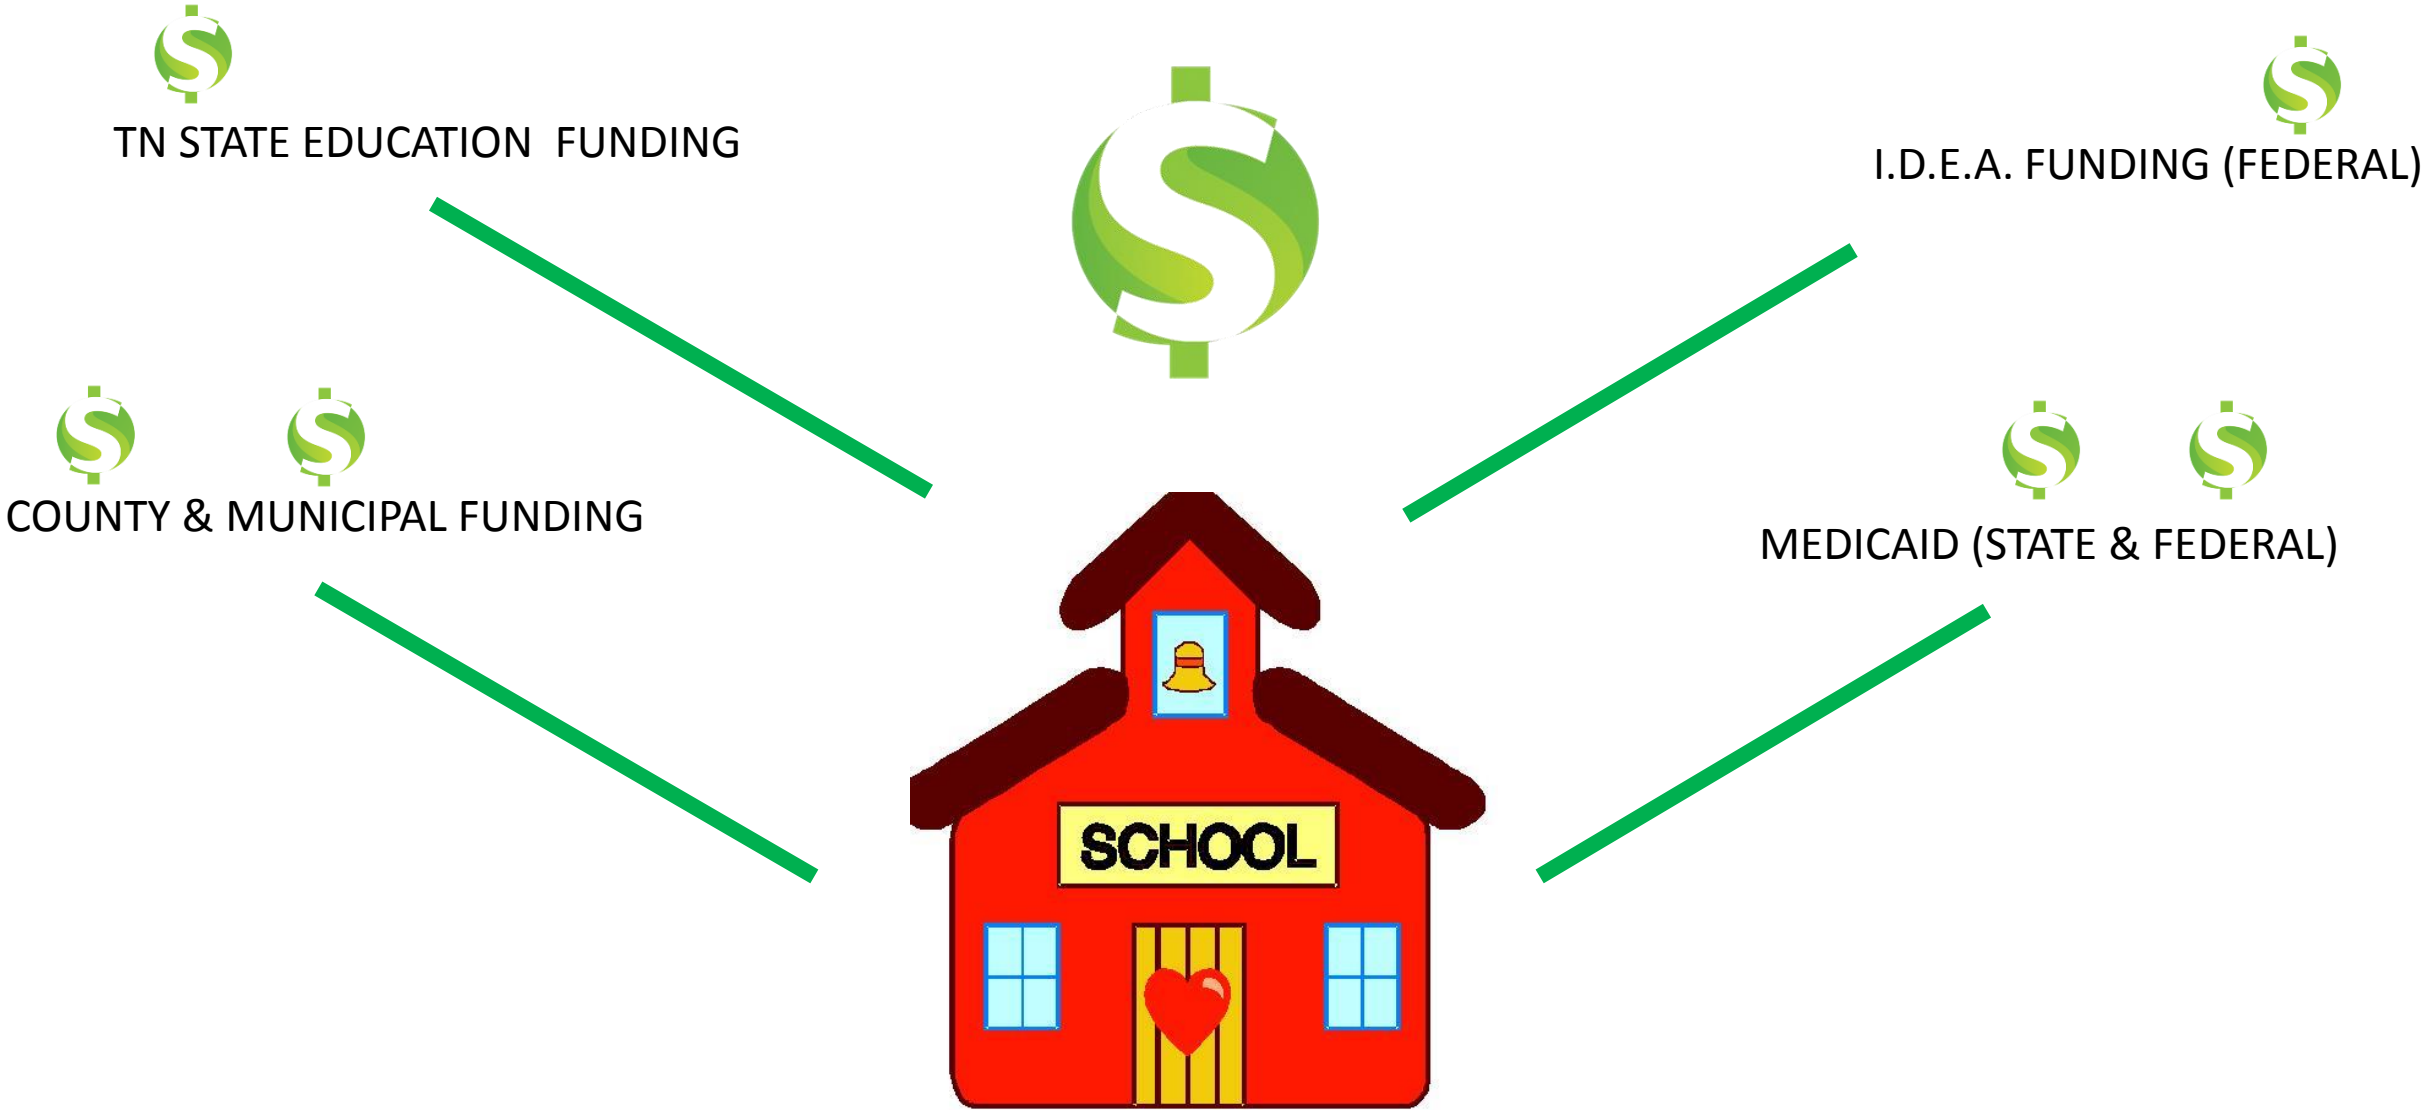 TN STATE EDUCATION  FUNDING
I.D.E.A. FUNDING (FEDERAL)
COUNTY & MUNICIPAL FUNDING
MEDICAID (STATE & FEDERAL)
SCHOOL